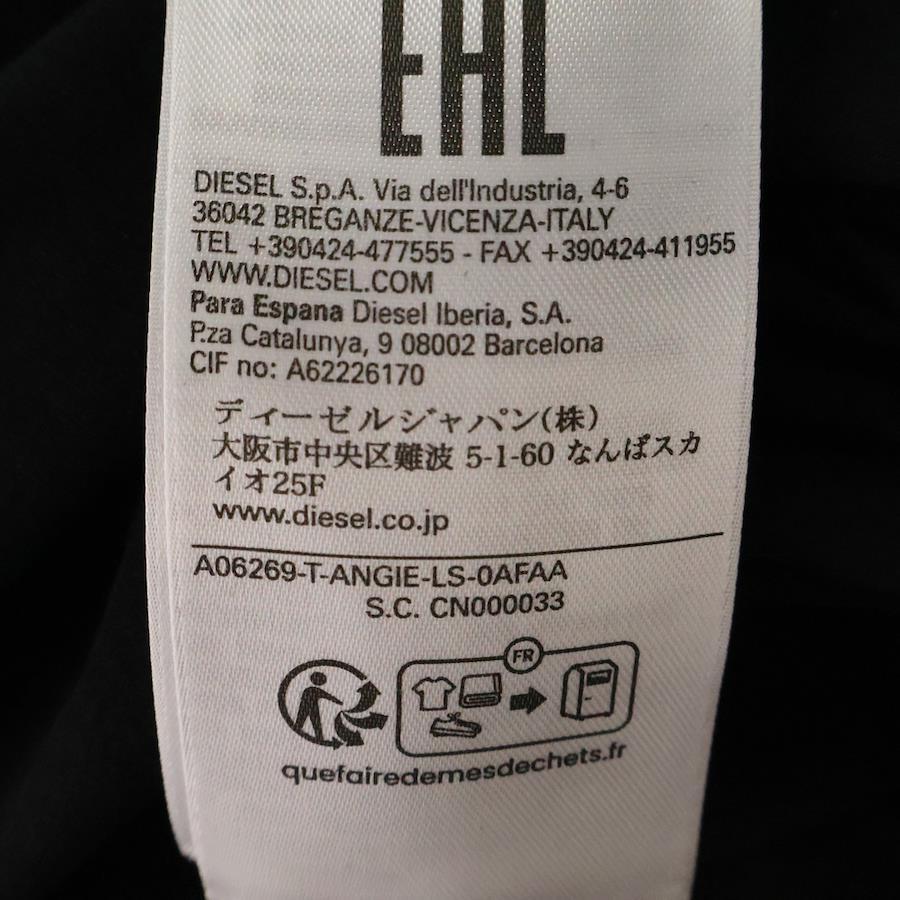 EAC
DIESEL S.p.A. Via dell'Industria, 4-6
36042 BREGANZE-VICENZA-ITALY
TEL +390424-477555 - FAX +390424-411955
WWW.DIESEL.COM
Para Espana Diesel Iberia, S.A.
P.za Catalunya, 9 08002 Barcelona
CIF no: A62226170
ディーゼルジャパン(株)
大阪市中央区難波 5-1-60 なんばスカ
イオ25F
www.diesel.co.jp
A06269-T-ANGIE-LS-0AFAA
S.C. CN000033
FR
quefairedemesdechets.fr